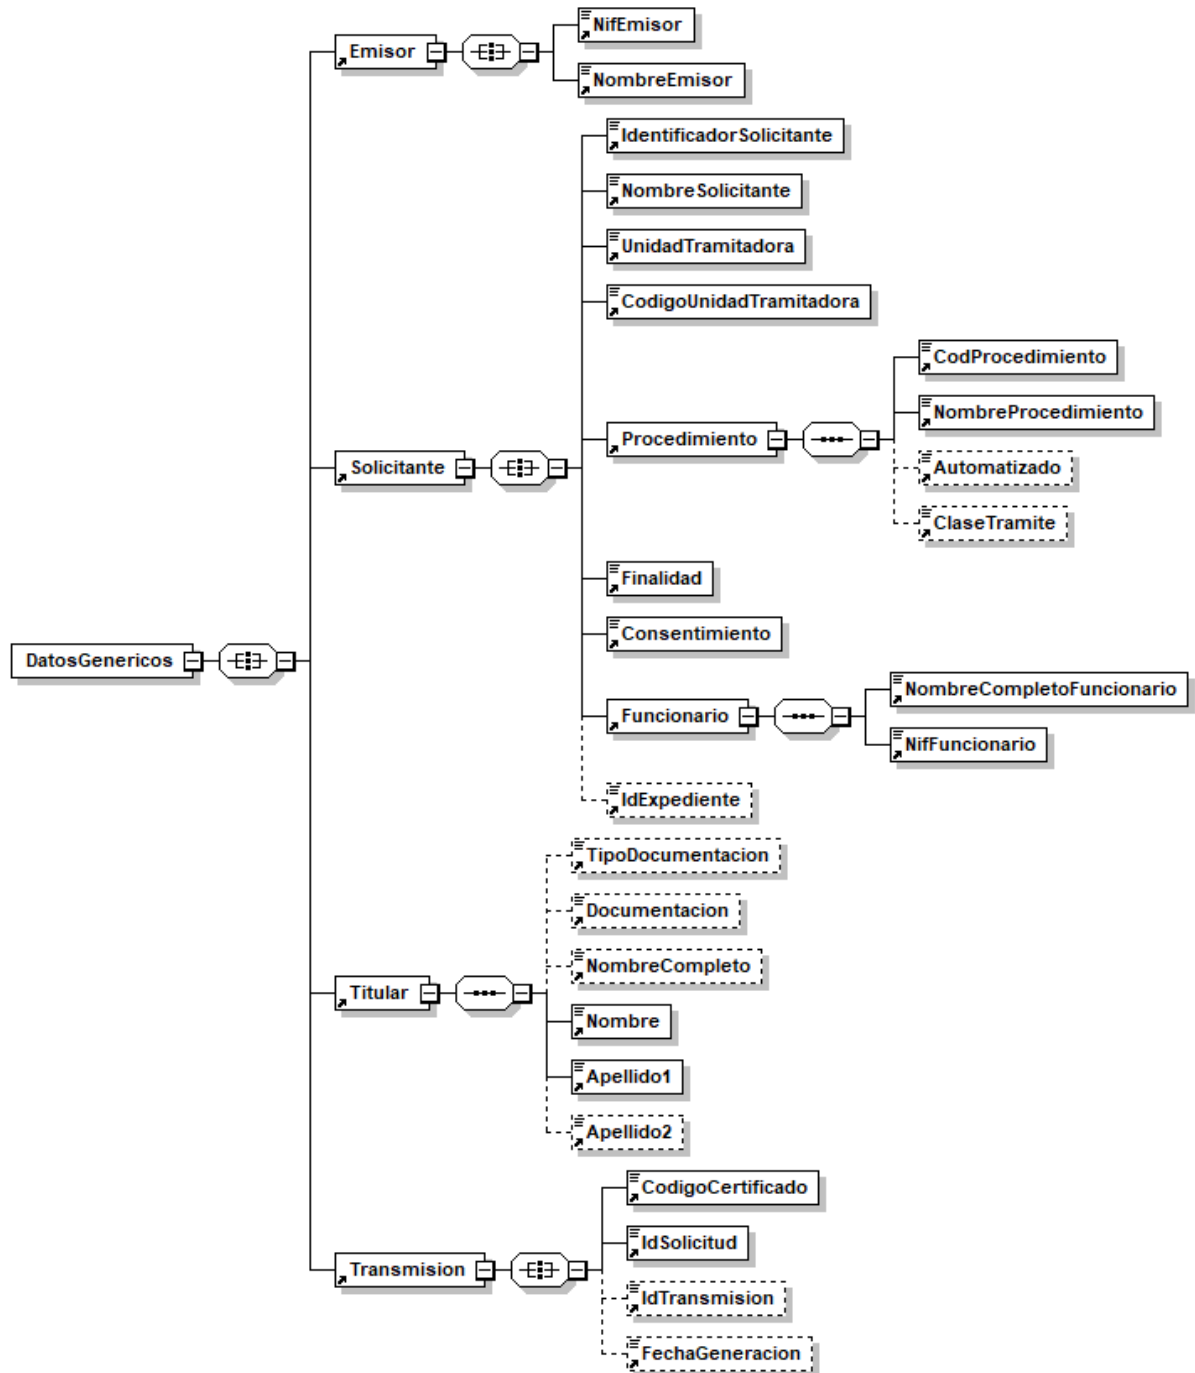 NifEmisor
Emisor
NombreEmisor
IdentificadorSolicitante
NombreSolicitante
UnidadTramitadora
CodigoUnidadTramitadora
CodProcedimiento
NombreProcedimiento
Procedimiento
Automatizado
Solicitante
ClaseTramite
Finalidad
Consentimiento
DatosGenericos
NombreCompletoFuncionario
Funcionario
NifFuncionario
IdExpediente
TipoDocumentacion
Documentacion
NombreCompleto
Titular
Nombre
Apellido1
Apellido2
CodigoCertificado
IdSolicitud
Transmision
IdTransmision
FechaGeneracion